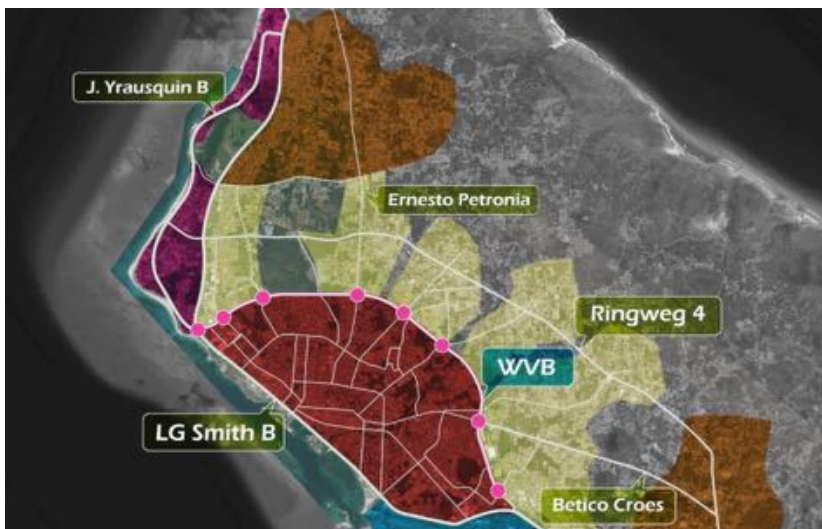 J. Yrausquin B
Ernesto Petronia
Ringweg 4
WVB
LG Smith B
Betico Croes